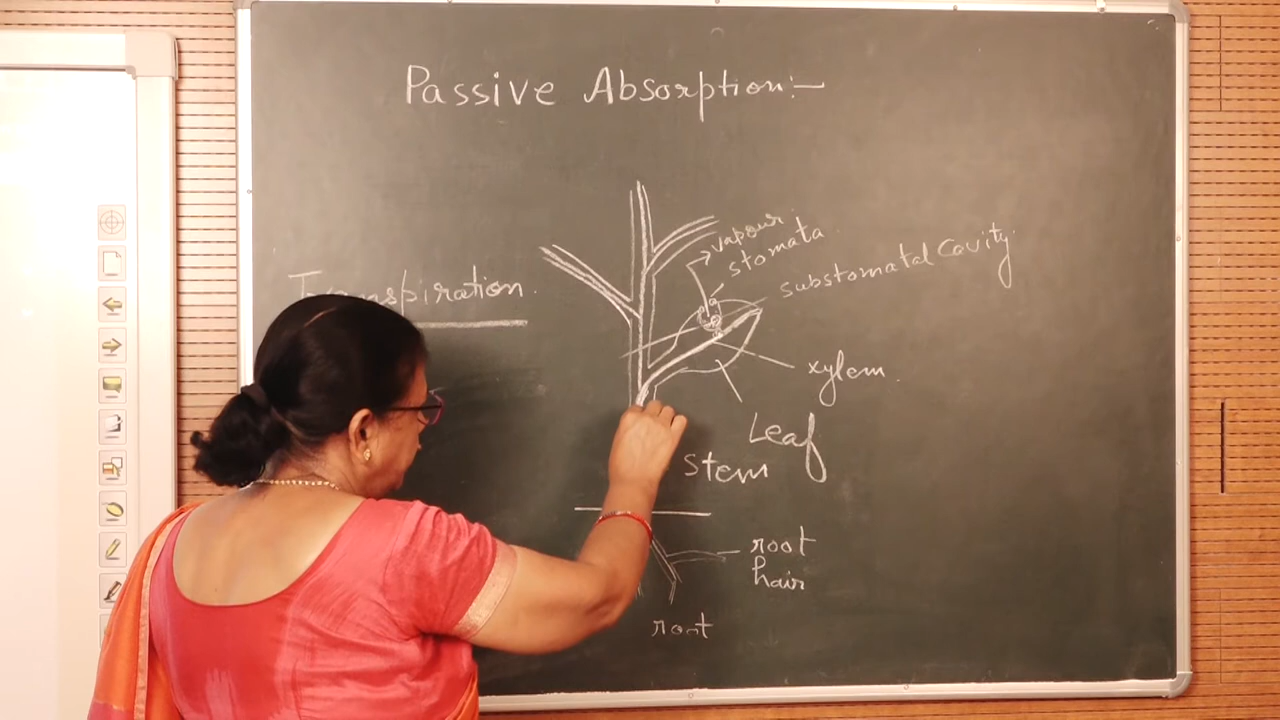 Passive Absorption:-
vapour
stomata
Transpiration.
substomatal Cavity
xylem.
Leaf
stem
root
hair
root